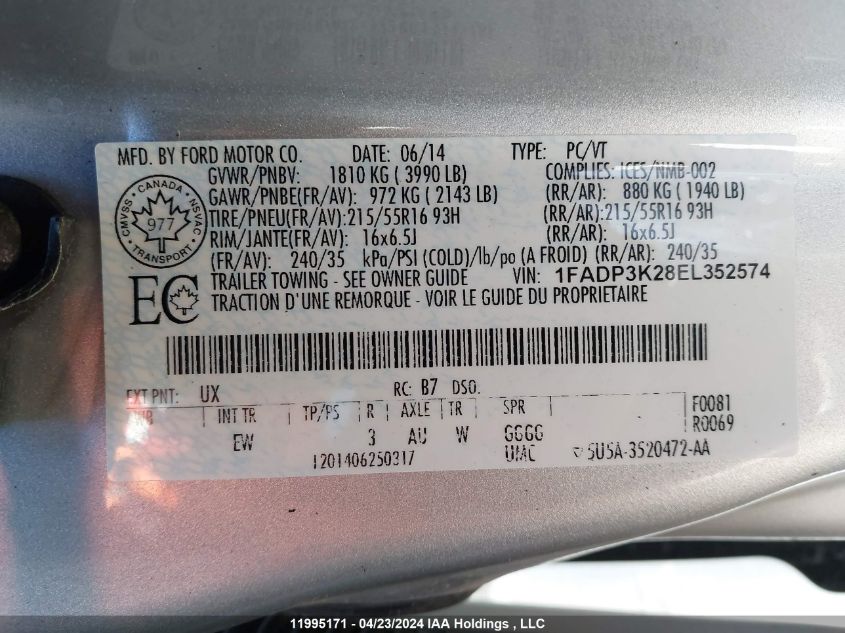 MFD. BY FORD MOTOR CO. DATE: 06/14 TYPE: PC/VT
GVWR/PNBV: 1810 KG ( 3990 LB) COMPLIES: ICES/NMB-002
GAWR/PNBE(FR/AV): 972 KG ( 2143 LB) (RR/AR): 880 KG ( 1940 LB)
TIRE/PNEU(FR/AV): 215/55R16 93H (RR/AR): 215/55R16 93H
RIM/JANTE(FR/AV): 16x6.5J (RR/AR): 16x6.5J
(FR/AV): 240/35 kPa/PSI (COLD)/lb/po (A FROID) (RR/AR): 240/35
TRAILER TOWING - SEE OWNER GUIDE VIN: 1FADP3K28EL352574
TRACTION D'UNE REMORQUE - VOIR LE GUIDE DU PROPRIETAIRE
CANADA
CMVSS NSVAC
977
TRANSPORT
EC
EXT PNT: UX RC: B7 DSO:
WB INT TR TP/PS R AXLE TR SPR F0081
R0069
EW 3 AU W GGGG
1201406250317 UMC 5U5A-3520472-AA
11995171 - 04/23/2024 IAA Holdings , LLC